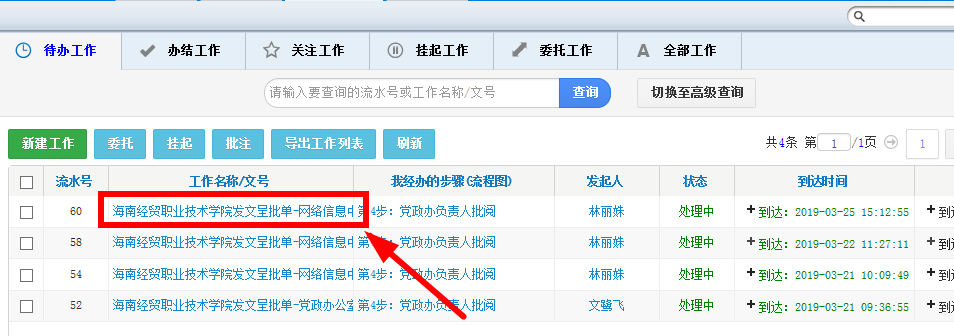 待办工作 办结工作 关注工作 挂起工作 委托工作 全部工作
请输入要查询的流水号或工作名称/文号 查询 切换至高级查询
新建工作 委托 挂起 批注 导出工作列表 刷新 共4条 第 1 /1页 1
流水号 工作名称/文号 我经办的步骤(流程图) 发起人 状态 到达时间
60 海南经贸职业技术学院发文呈批单-网络信息中 第4步：党政办负责人批阅 林丽姝 处理中 到达：2019-03-25 15:12:55 到
58 海南经贸职业技术学院发文呈批单-网络信息中 第4步：党政办负责人批阅 林丽姝 处理中 到达：2019-03-22 11:27:11 到
54 海南经贸职业技术学院发文呈批单-网络信息中 第4步：党政办负责人批阅 林丽姝 处理中 到达：2019-03-21 10:09:49 到
52 海南经贸职业技术学院发文呈批单-党政办公室 第4步：党政办负责人批阅 文鹭飞 处理中 到达：2019-03-21 09:36:55 到